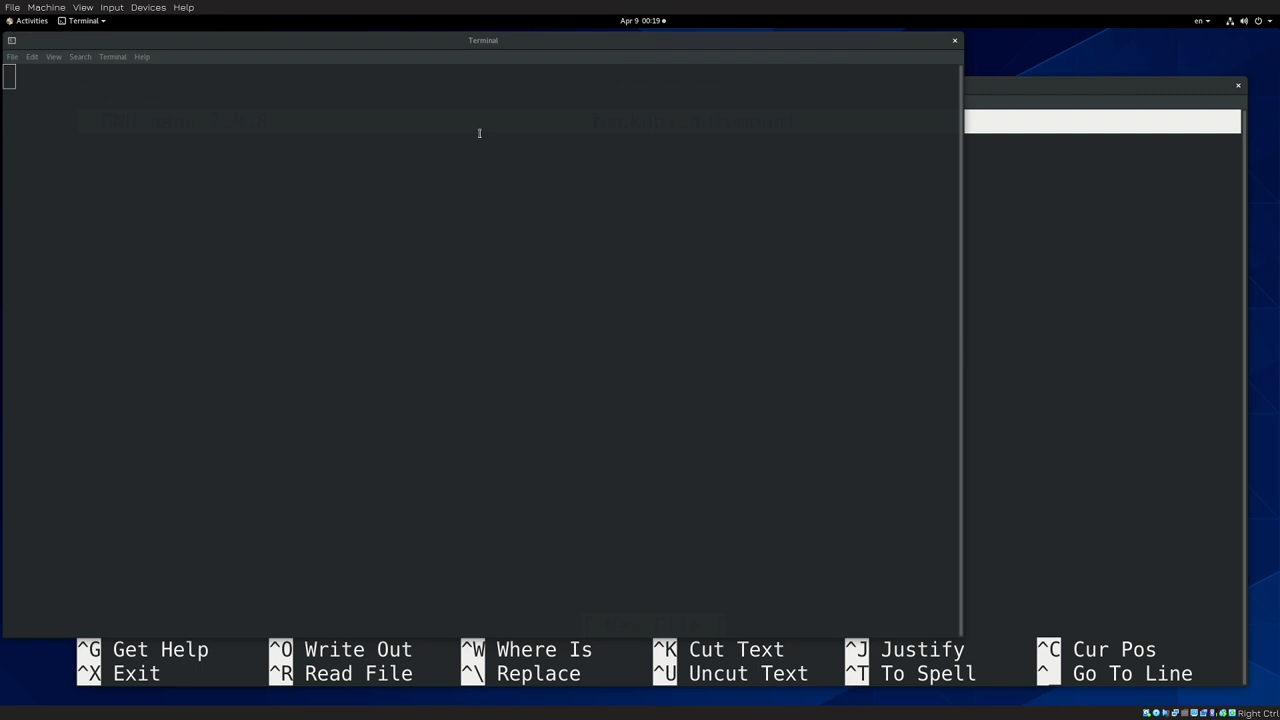 File Machine View Input Devices Help
Activities Terminal Apr 9 00:19 en
Terminal
File Edit View Search Terminal Help
^G Get Help ^O Write Out ^W Where Is ^K Cut Text ^J Justify ^C Cur Pos
^X Exit ^R Read File ^\ Replace ^U Uncut Text ^T To Spell ^_ Go To Line
Right Ctrl